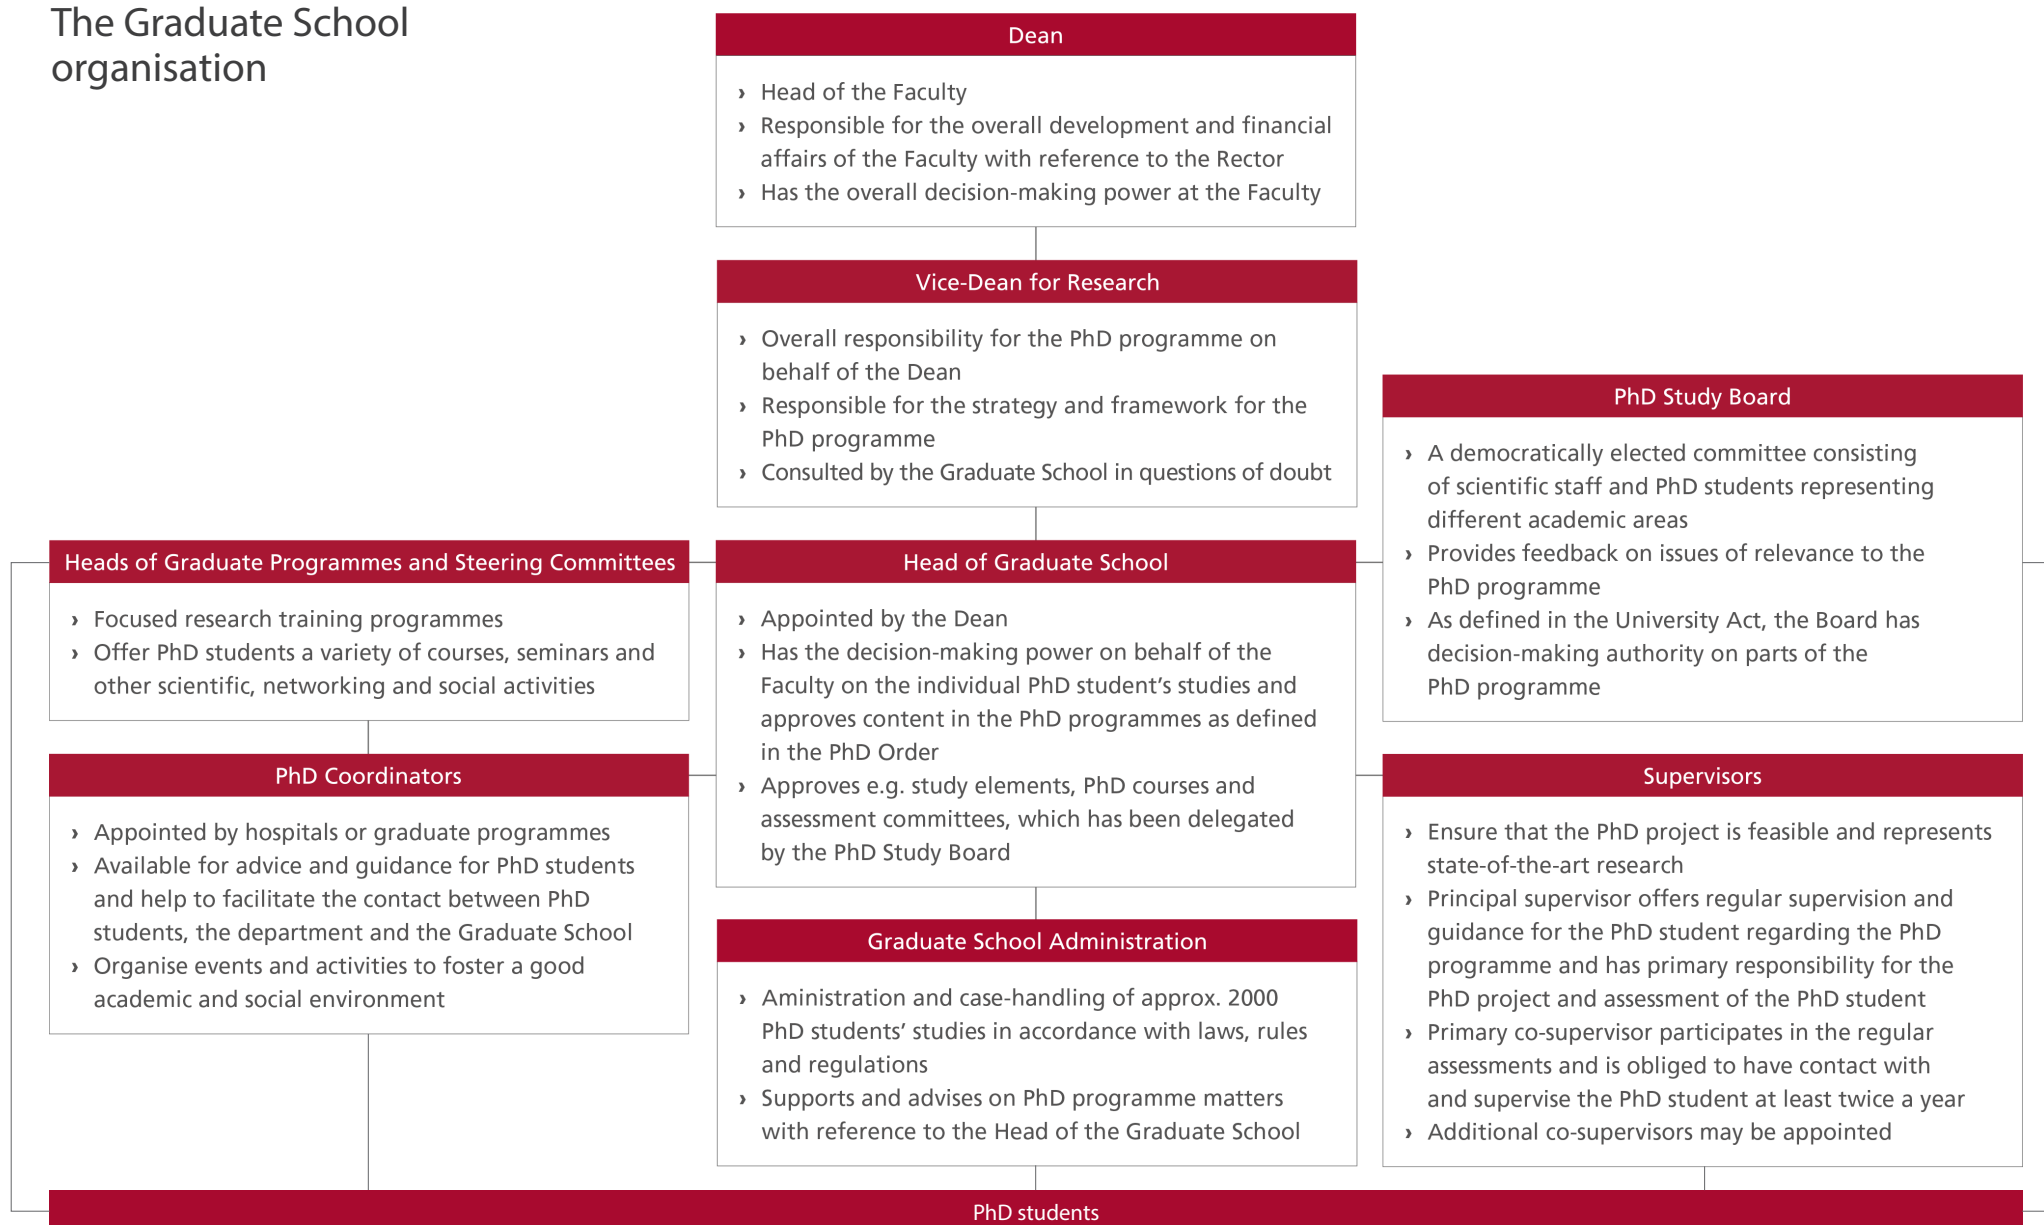 The Graduate School
organisation
Dean
› Head of the Faculty
› Responsible for the overall development and financial
affairs of the Faculty with reference to the Rector
› Has the overall decision-making power at the Faculty
Vice-Dean for Research
› Overall responsibility for the PhD programme on
behalf of the Dean
› Responsible for the strategy and framework for the
PhD programme
› Consulted by the Graduate School in questions of doubt
PhD Study Board
› A democratically elected committee consisting
of scientific staff and PhD students representing
different academic areas
› Provides feedback on issues of relevance to the
PhD programme
› As defined in the University Act, the Board has
decision-making authority on parts of the
PhD programme
Heads of Graduate Programmes and Steering Committees
› Focused research training programmes
› Offer PhD students a variety of courses, seminars and
other scientific, networking and social activities
Head of Graduate School
› Appointed by the Dean
› Has the decision-making power on behalf of the
Faculty on the individual PhD student’s studies and
approves content in the PhD programmes as defined
in the PhD Order
› Approves e.g. study elements, PhD courses and
assessment committees, which has been delegated
by the PhD Study Board
PhD Coordinators
› Appointed by hospitals or graduate programmes
› Available for advice and guidance for PhD students
and help to facilitate the contact between PhD
students, the department and the Graduate School
› Organise events and activities to foster a good
academic and social environment
Supervisors
› Ensure that the PhD project is feasible and represents
state-of-the-art research
› Principal supervisor offers regular supervision and
guidance for the PhD student regarding the PhD
programme and has primary responsibility for the
PhD project and assessment of the PhD student
› Primary co-supervisor participates in the regular
assessments and is obliged to have contact with
and supervise the PhD student at least twice a year
› Additional co-supervisors may be appointed
Graduate School Administration
› Aministration and case-handling of approx. 2000
PhD students’ studies in accordance with laws, rules
and regulations
› Supports and advises on PhD programme matters
with reference to the Head of the Graduate School
PhD students